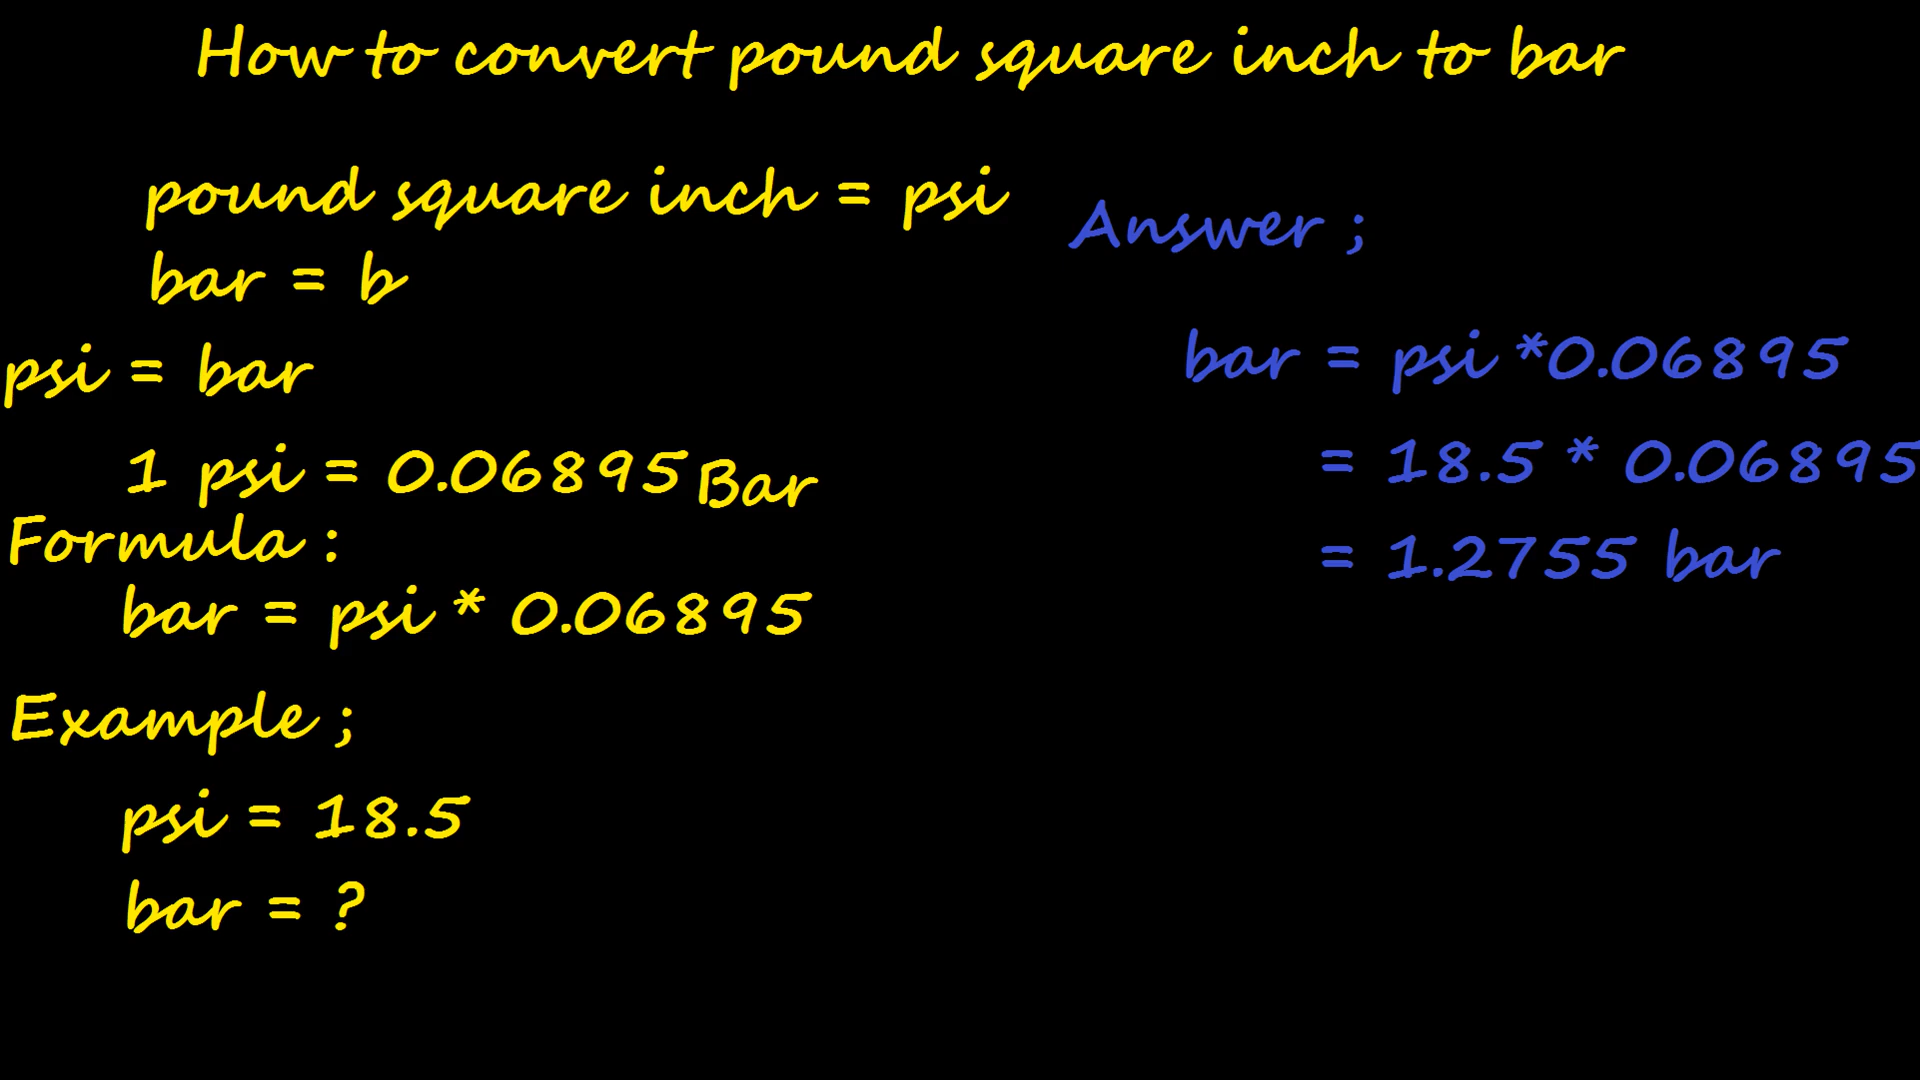 How to convert pound square inch to bar
pound square inch = psi
bar = b
psi = bar
1 psi = 0.06895 Bar
Formula :
bar = psi * 0.06895
Example ;
psi = 18.5
bar = ?
Answer ;
bar = psi *0.06895
= 18.5 * 0.06895
= 1.2755 bar